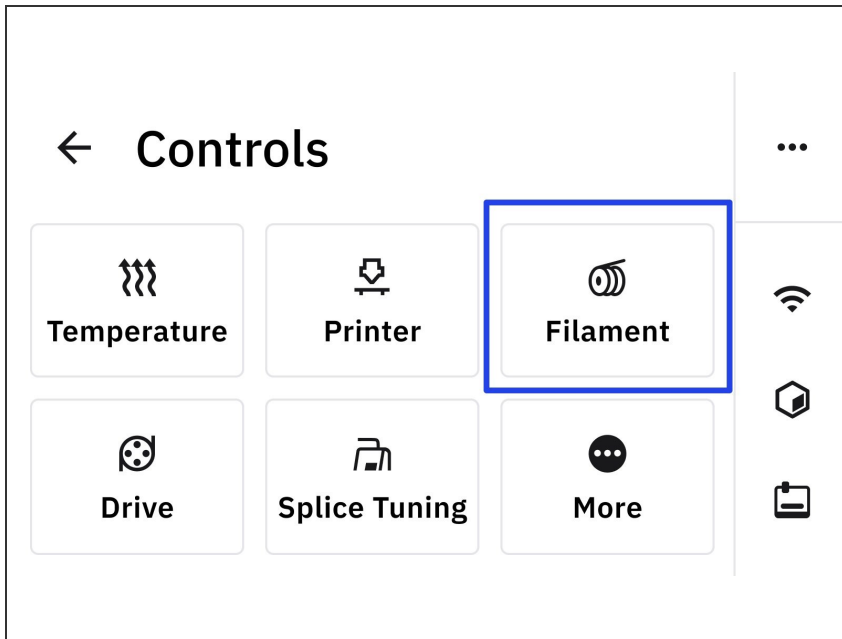 Controls
Temperature
Printer
Filament
Drive
Splice Tuning
More